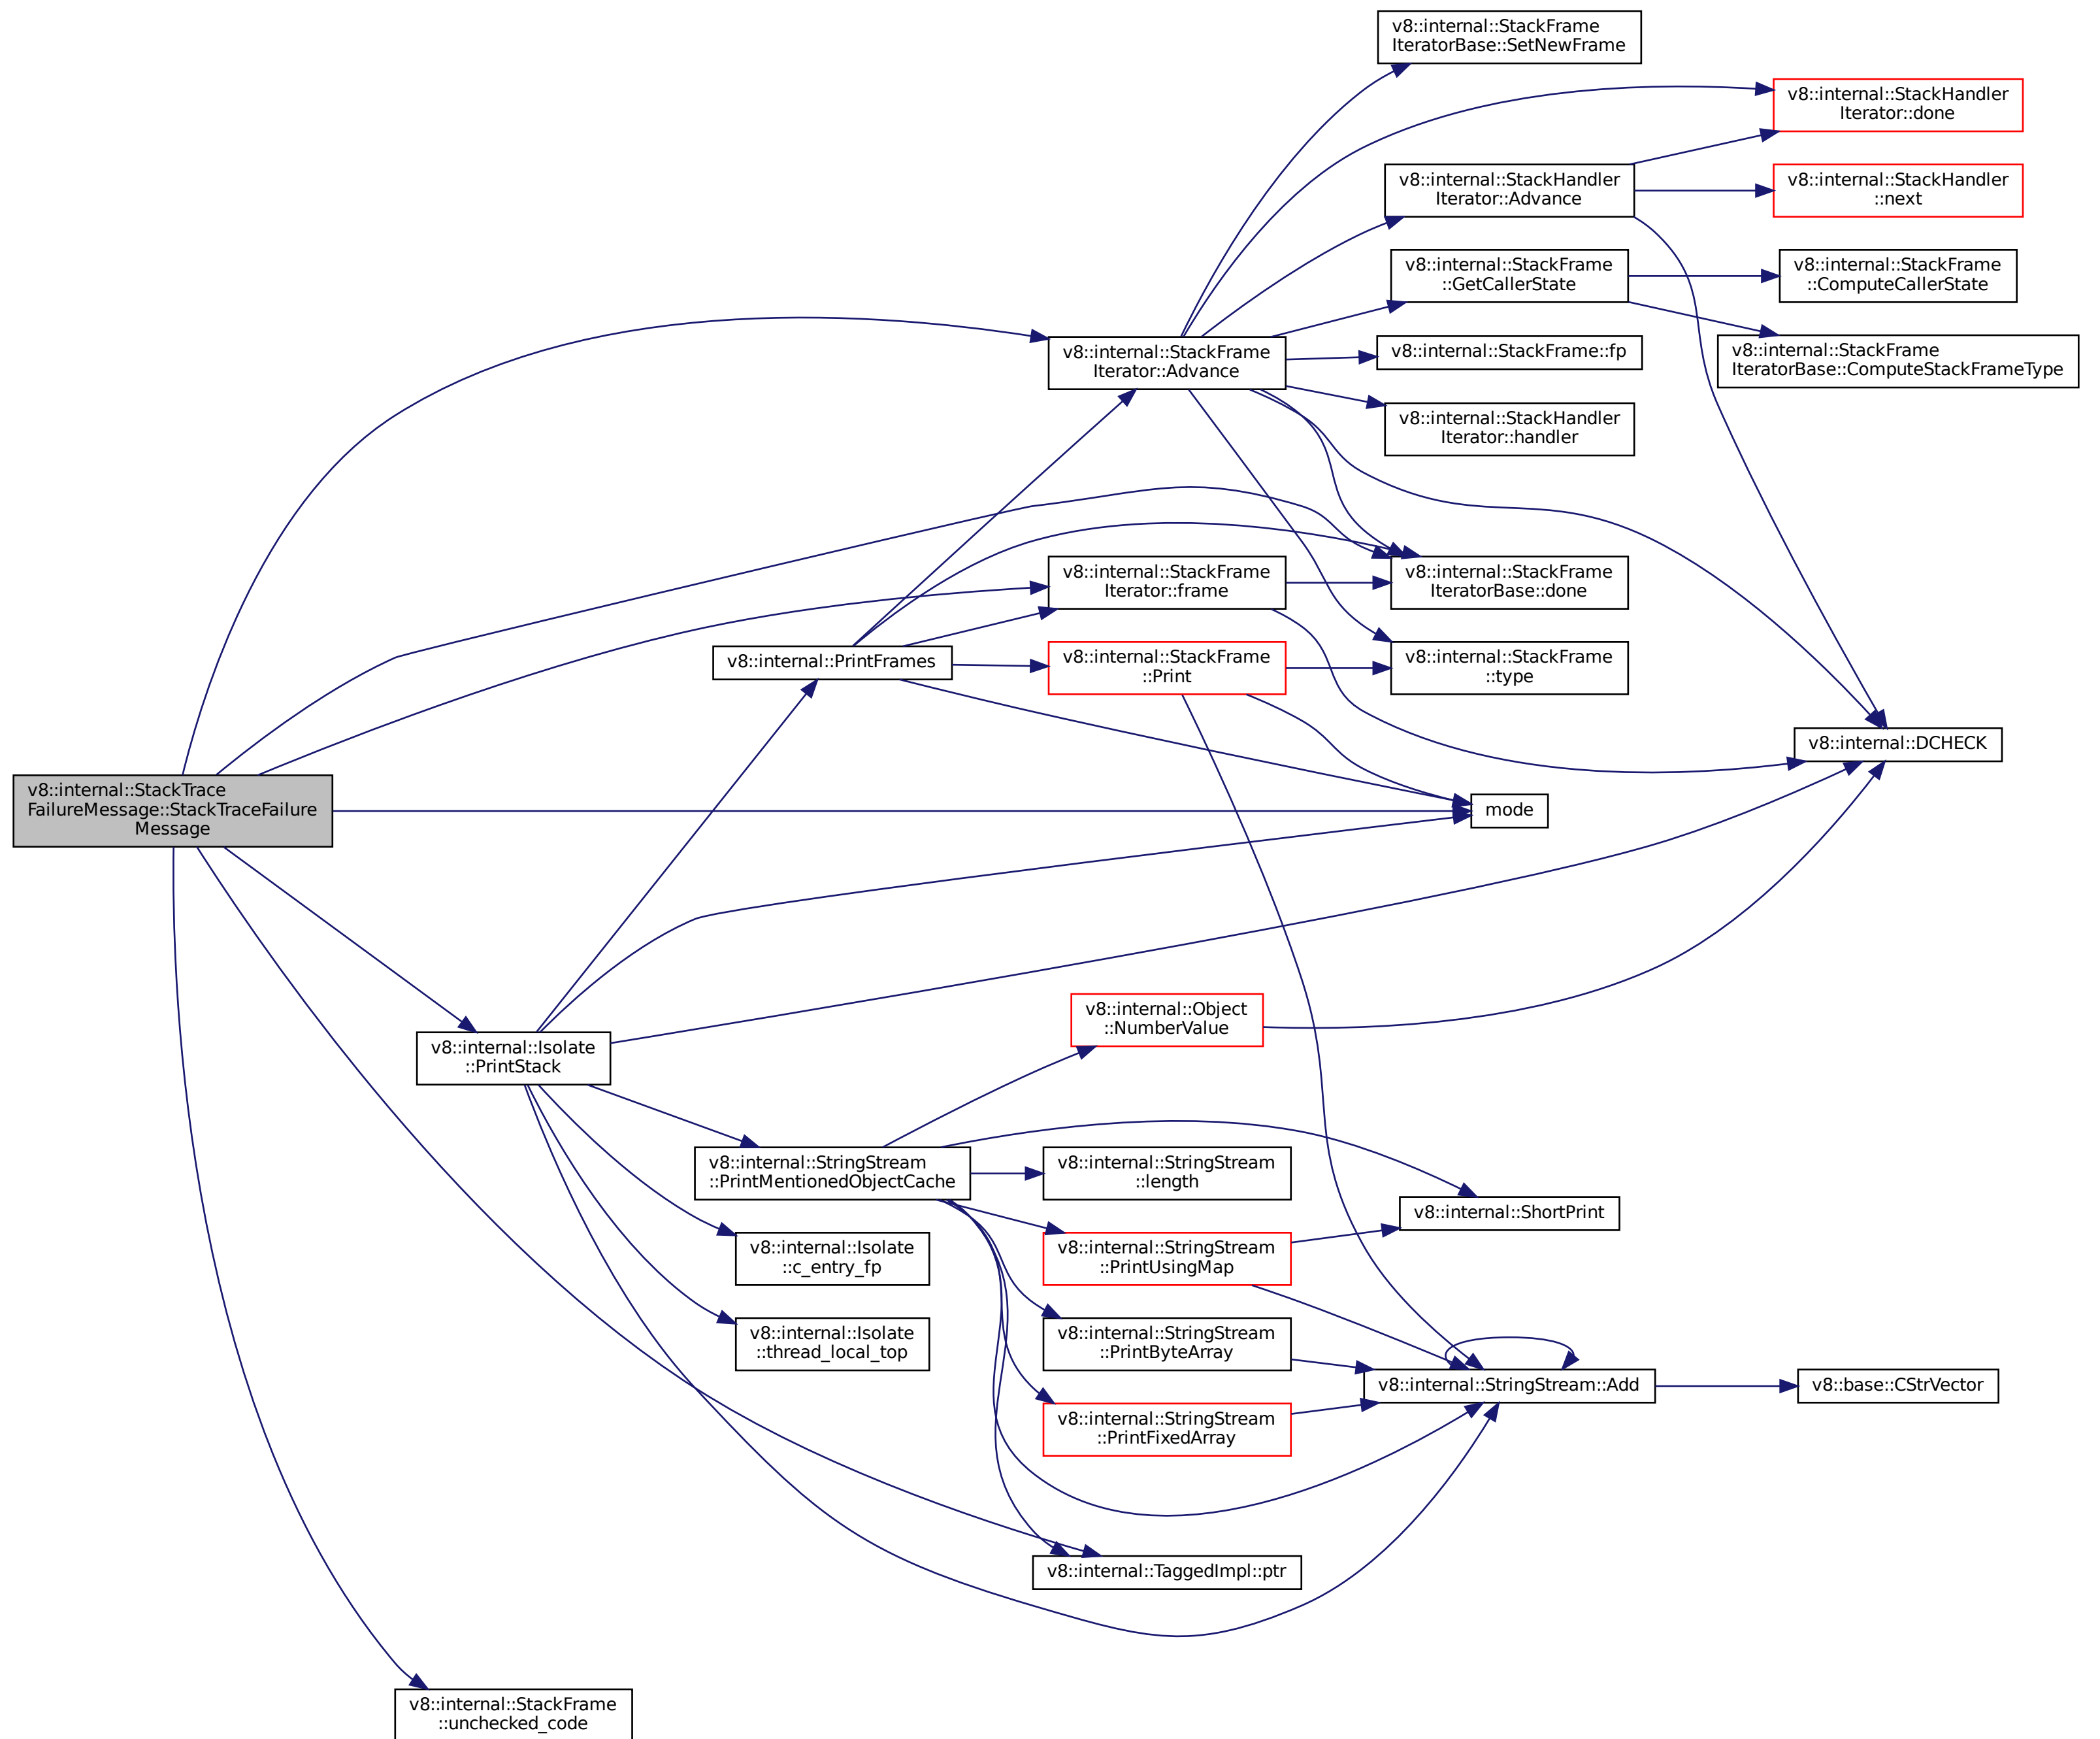 v8::internal::StackFrame
IteratorBase::SetNewFrame
v8::internal::StackHandler
Iterator::done
v8::internal::StackHandler
Iterator::Advance
v8::internal::StackHandler
::next
v8::internal::StackFrame
::GetCallerState
v8::internal::StackFrame
::ComputeCallerState
v8::internal::StackFrame
Iterator::Advance
v8::internal::StackFrame::fp
v8::internal::StackFrame
IteratorBase::ComputeStackFrameType
v8::internal::StackHandler
Iterator::handler
v8::internal::StackFrame
Iterator::frame
v8::internal::StackFrame
IteratorBase::done
v8::internal::PrintFrames
v8::internal::StackFrame
::Print
v8::internal::StackFrame
::type
v8::internal::DCHECK
v8::internal::StackTrace
FailureMessage::StackTraceFailure
Message
mode
v8::internal::Object
::NumberValue
v8::internal::Isolate
::PrintStack
v8::internal::StringStream
::PrintMentionedObjectCache
v8::internal::StringStream
::length
v8::internal::ShortPrint
v8::internal::Isolate
::c_entry_fp
v8::internal::StringStream
::PrintUsingMap
v8::internal::Isolate
::thread_local_top
v8::internal::StringStream
::PrintByteArray
v8::internal::StringStream::Add
v8::base::CStrVector
v8::internal::StringStream
::PrintFixedArray
v8::internal::TaggedImpl::ptr
v8::internal::StackFrame
::unchecked_code